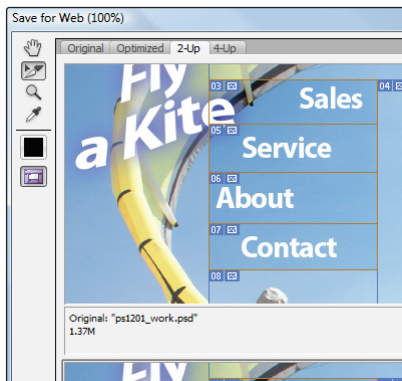 Save for Web (100%)
Original Optimized 2-Up 4-Up
Fly
a Kite
03
04
Sales
05
Service
06
About
07
Contact
08
Original: "ps1201_work.psd"
1.37M